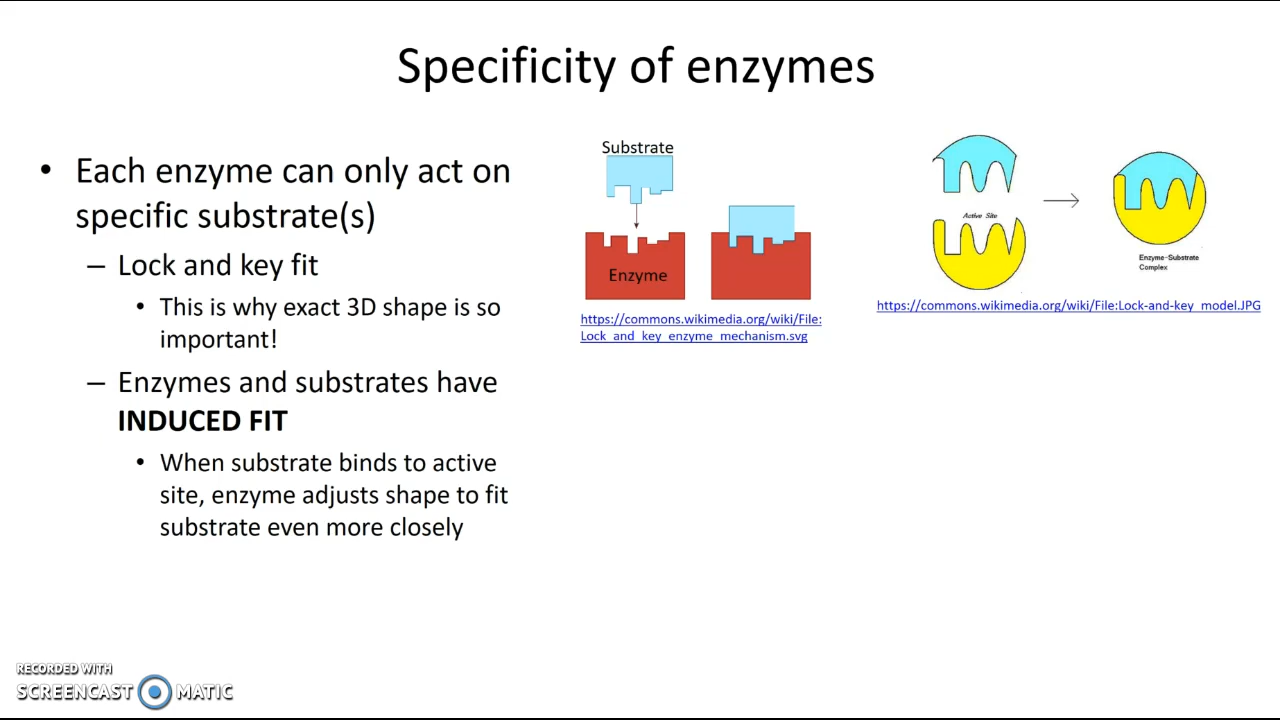 Specificity of enzymes
• Each enzyme can only act on
specific substrate(s)
– Lock and key fit
• This is why exact 3D shape is so
important!
– Enzymes and substrates have
INDUCED FIT
• When substrate binds to active
site, enzyme adjusts shape to fit
substrate even more closely
Substrate
Enzyme
https://commons.wikimedia.org/wiki/File:
Lock_and_key_enzyme_mechanism.svg
Active Site
Enzyme-Substrate
Complex
https://commons.wikimedia.org/wiki/File:Lock-and-key_model.JPG
RECORDED WITH
SCREENCAST MATIC